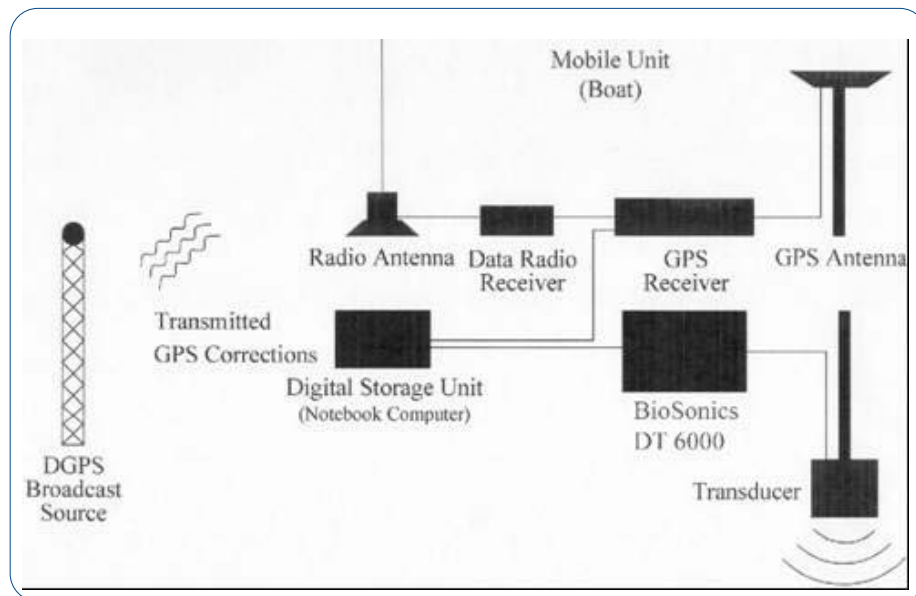 Mobile Unit
(Boat)
Radio Antenna
Data Radio
Receiver
GPS
Receiver
GPS Antenna
Transmitted
GPS Corrections
Digital Storage Unit
(Notebook Computer)
BioSonics
DT 6000
DGPS
Broadcast
Source
Transducer